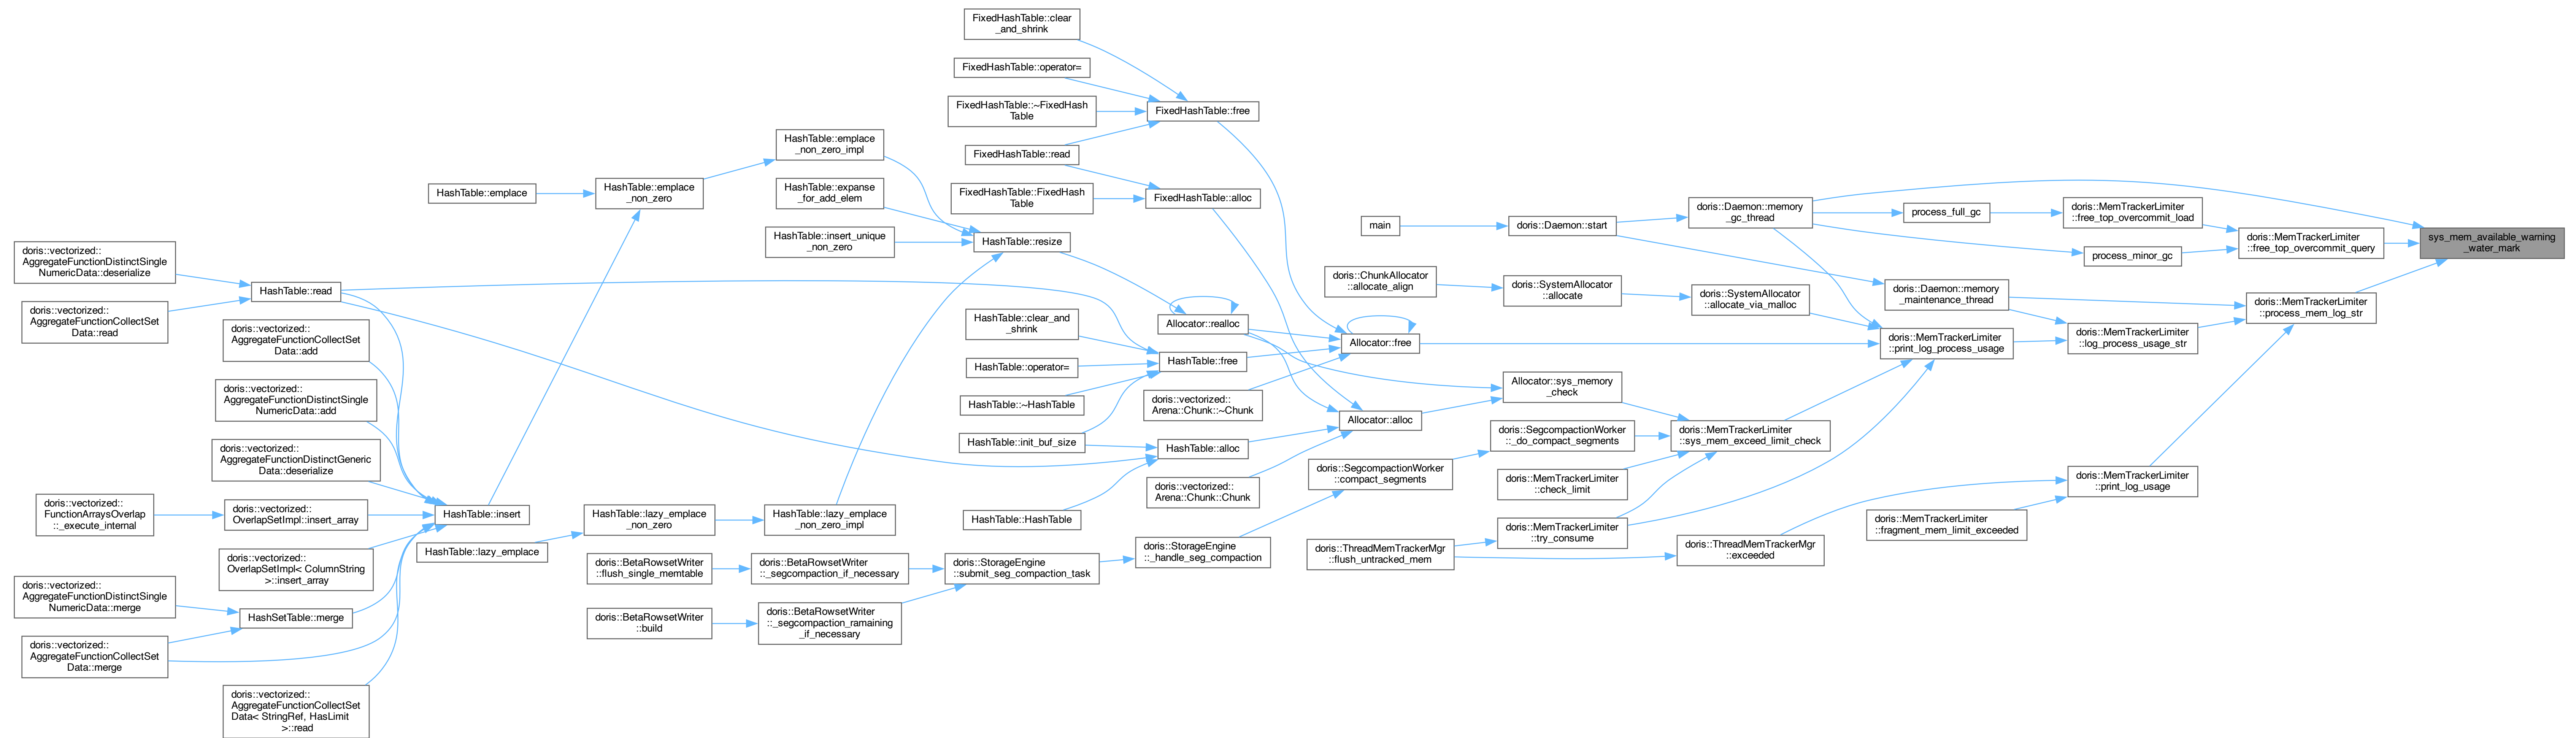 FixedHashTable::clear
_and_shrink
FixedHashTable::operator=
FixedHashTable::~FixedHash
Table
FixedHashTable::free
FixedHashTable::read
FixedHashTable::FixedHash
Table
FixedHashTable::alloc
HashTable::emplace
_non_zero_impl
HashTable::expanse
_for_add_elem
HashTable::insert_unique
_non_zero
HashTable::resize
HashTable::emplace
HashTable::emplace
_non_zero
doris::vectorized::
AggregateFunctionDistinctSingle
NumericData::deserialize
doris::vectorized::
AggregateFunctionCollectSet
Data::read
HashTable::read
doris::vectorized::
AggregateFunctionCollectSet
Data::add
doris::vectorized::
AggregateFunctionDistinctSingle
NumericData::add
doris::vectorized::
AggregateFunctionDistinctGeneric
Data::deserialize
doris::vectorized::
FunctionArraysOverlap
::_execute_internal
doris::vectorized::
OverlapSetImpl::insert_array
HashTable::insert
doris::vectorized::
OverlapSetImpl< ColumnString
>::insert_array
doris::vectorized::
AggregateFunctionDistinctSingle
NumericData::merge
HashSetTable::merge
doris::vectorized::
AggregateFunctionCollectSet
Data::merge
doris::vectorized::
AggregateFunctionCollectSet
Data< StringRef, HasLimit
>::read
HashTable::lazy_emplace
HashTable::lazy_emplace
_non_zero
HashTable::lazy_emplace
_non_zero_impl
doris::BetaRowsetWriter
::flush_single_memtable
doris::BetaRowsetWriter
::_segcompaction_if_necessary
doris::BetaRowsetWriter
::build
doris::BetaRowsetWriter
::_segcompaction_ramaining
_if_necessary
doris::StorageEngine
::submit_seg_compaction_task
doris::StorageEngine
::_handle_seg_compaction
Allocator::realloc
HashTable::clear_and
_shrink
HashTable::operator=
HashTable::~HashTable
HashTable::init_buf_size
HashTable::free
doris::vectorized::
Arena::Chunk::~Chunk
HashTable::alloc
doris::vectorized::
Arena::Chunk::Chunk
HashTable::HashTable
Allocator::free
Allocator::alloc
Allocator::sys_memory
_check
main
doris::Daemon::start
doris::ChunkAllocator
::allocate_align
doris::SystemAllocator
::allocate
doris::SystemAllocator
::allocate_via_malloc
doris::SegcompactionWorker
::compact_segments
doris::SegcompactionWorker
::_do_compact_segments
doris::MemTrackerLimiter
::check_limit
doris::MemTrackerLimiter
::try_consume
doris::ThreadMemTrackerMgr
::flush_untracked_mem
doris::ThreadMemTrackerMgr
::exceeded
doris::MemTrackerLimiter
::sys_mem_exceed_limit_check
doris::Daemon::memory
_gc_thread
process_full_gc
doris::MemTrackerLimiter
::free_top_overcommit_load
process_minor_gc
doris::MemTrackerLimiter
::free_top_overcommit_query
sys_mem_available_warning
_water_mark
doris::Daemon::memory
_maintenance_thread
doris::MemTrackerLimiter
::process_mem_log_str
doris::MemTrackerLimiter
::log_process_usage_str
doris::MemTrackerLimiter
::print_log_process_usage
doris::MemTrackerLimiter
::print_log_usage
doris::MemTrackerLimiter
::fragment_mem_limit_exceeded